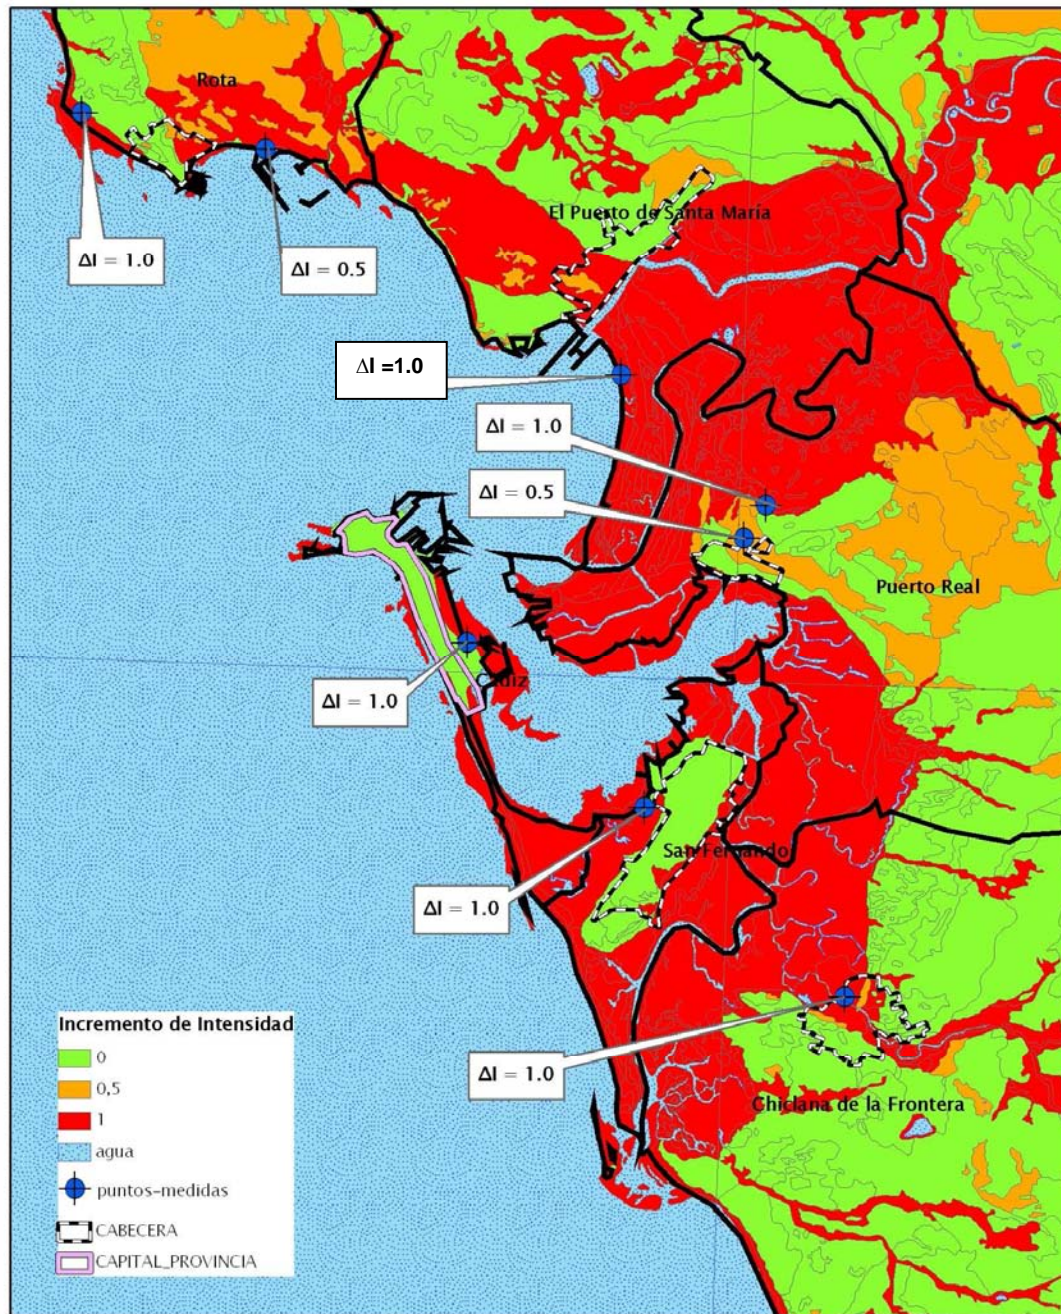 Rota
ΔI = 1.0
ΔI = 0.5
El Puerto de Santa María
ΔI =1.0
ΔI = 1.0
ΔI = 0.5
Puerto Real
Cádiz
ΔI = 1.0
San Fernando
ΔI = 1.0
ΔI = 1.0
Chiclana de la Frontera
Incremento de Intensidad
0
0,5
1
agua
puntos-medidas
CABECERA
CAPITAL_PROVINCIA